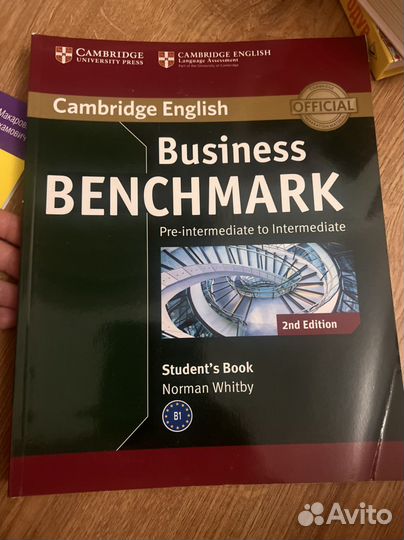 CAMBRIDGE
UNIVERSITY PRESS
CAMBRIDGE ENGLISH
Language Assessment
Part of the University of Cambridge
Cambridge English
OFFICIAL
Business
BENCHMARK
Pre-intermediate to Intermediate
2nd Edition
Student's Book
Norman Whitby
B1
Макаров
Avito